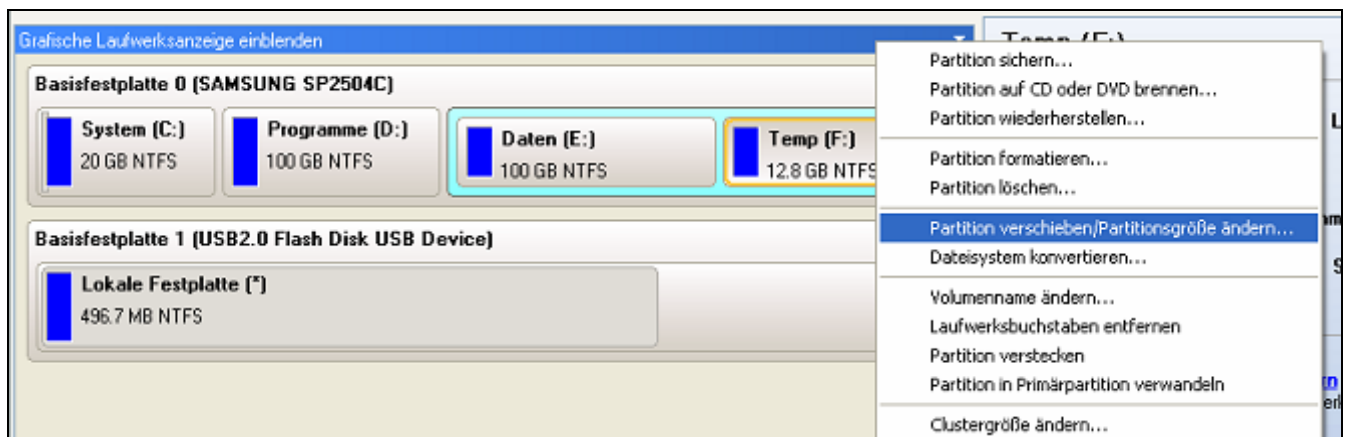 Grafische Laufwerksanzeige einblenden
Temp (F:)
Basisfestplatte 0 (SAMSUNG SP2504C)
System (C:)
20 GB NTFS
Programme (D:)
100 GB NTFS
Daten (E:)
100 GB NTFS
Temp (F:)
12.8 GB NTFS
Basisfestplatte 1 (USB2.0 Flash Disk USB Device)
Lokale Festplatte (*)
496.7 MB NTFS
Partition sichern...
Partition auf CD oder DVD brennen...
Partition wiederherstellen...
Partition formatieren...
Partition löschen...
Partition verschieben/Partitionsgröße ändern...
Dateisystem konvertieren...
Volumenname ändern...
Laufwerksbuchstaben entfernen
Partition verstecken
Partition in Primärpartition verwandeln
Clustergröße ändern...